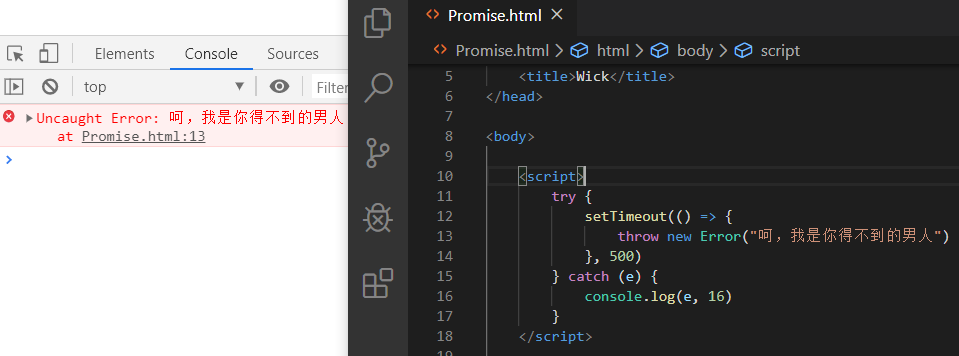 Elements Console Sources
top Filter
Uncaught Error: 呵，我是你得不到的男人
at Promise.html:13
Promise.html
Promise.html > html > body > script
5 <title>Wick</title>
6 </head>
7
8 <body>
9
10 <script>
11 try {
12 setTimeout(() => {
13 throw new Error("呵，我是你得不到的男人")
14 }, 500)
15 } catch (e) {
16 console.log(e, 16)
17 }
18 </script>
19